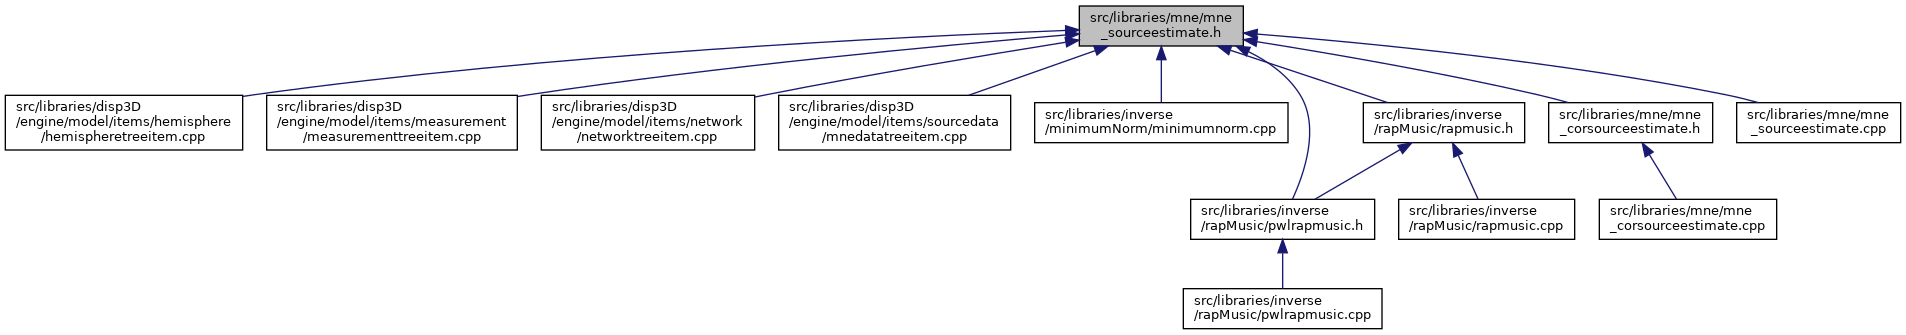 src/libraries/mne/mne
_sourceestimate.h
src/libraries/disp3D
/engine/model/items/hemisphere
/hemispheretreeitem.cpp
src/libraries/disp3D
/engine/model/items/measurement
/measurementtreeitem.cpp
src/libraries/disp3D
/engine/model/items/network
/networktreeitem.cpp
src/libraries/disp3D
/engine/model/items/sourcedata
/mnedatatreeitem.cpp
src/libraries/inverse
/minimumNorm/minimumnorm.cpp
src/libraries/inverse
/rapMusic/rapmusic.h
src/libraries/mne/mne
_corsourceestimate.h
src/libraries/mne/mne
_sourceestimate.cpp
src/libraries/inverse
/rapMusic/pwlrapmusic.h
src/libraries/inverse
/rapMusic/rapmusic.cpp
src/libraries/mne/mne
_corsourceestimate.cpp
src/libraries/inverse
/rapMusic/pwlrapmusic.cpp